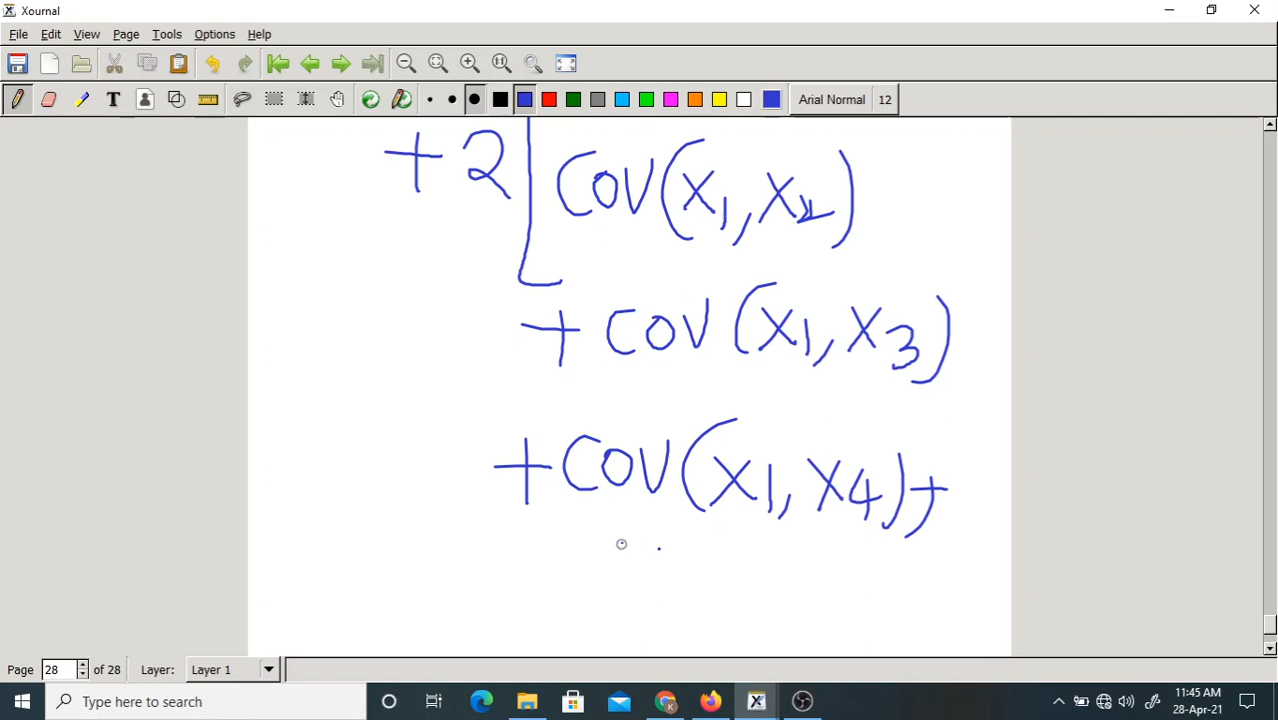 Xournal
File Edit View Page Tools Options Help
T Arial Normal 12
+2[COV(X1,X2)
+ COV(X1,X3)
+COV(X1,X4)+
Page 28 of 28 Layer: Layer 1
Type here to search
11:45 AM
28-Apr-21